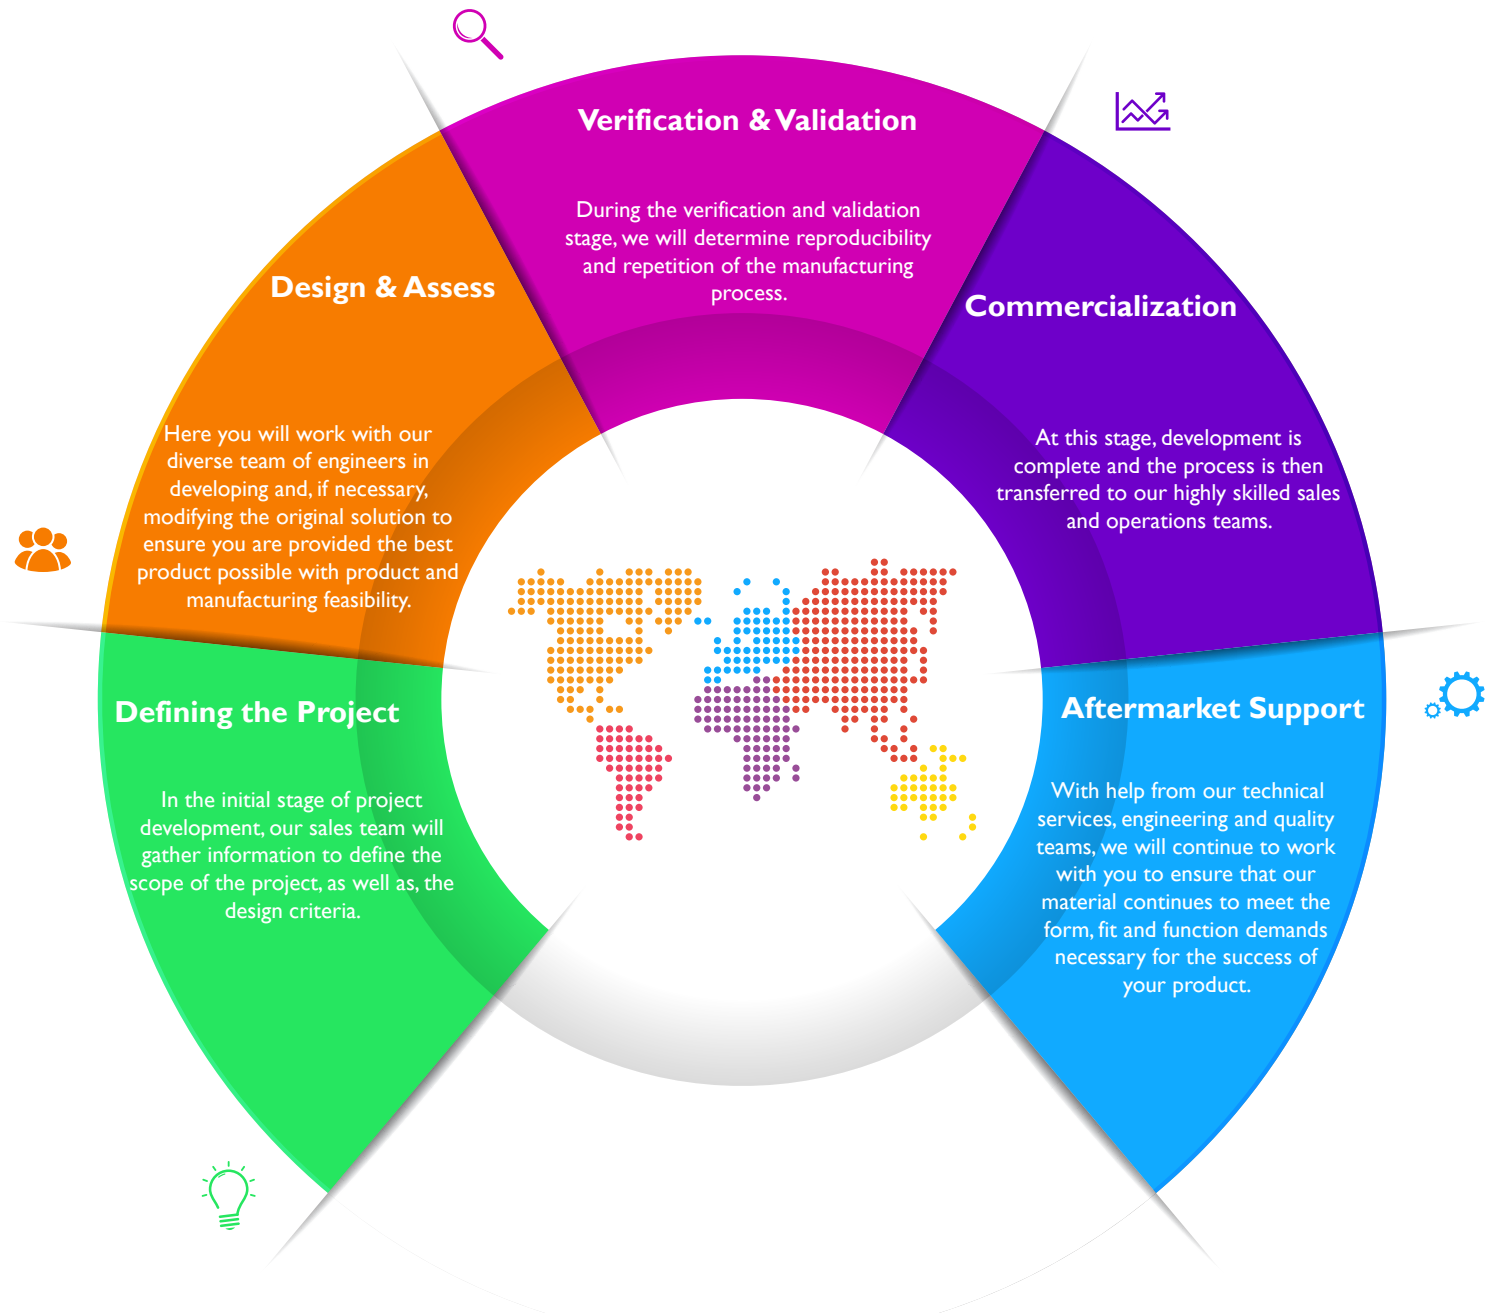 Verification & Validation
During the verification and validation
stage, we will determine reproducibility
and repetition of the manufacturing
process.
Design & Assess
Here you will work with our
diverse team of engineers in
developing and, if necessary,
modifying the original solution to
ensure you are provided the best
product possible with product and
manufacturing feasibility.
Commercialization
At this stage, development is
complete and the process is then
transferred to our highly skilled sales
and operations teams.
Defining the Project
In the initial stage of project
development, our sales team will
gather information to define the
scope of the project, as well as, the
design criteria.
Aftermarket Support
With help from our technical
services, engineering and quality
teams, we will continue to work
with you to ensure that our
material continues to meet the
form, fit and function demands
necessary for the success of
your product.